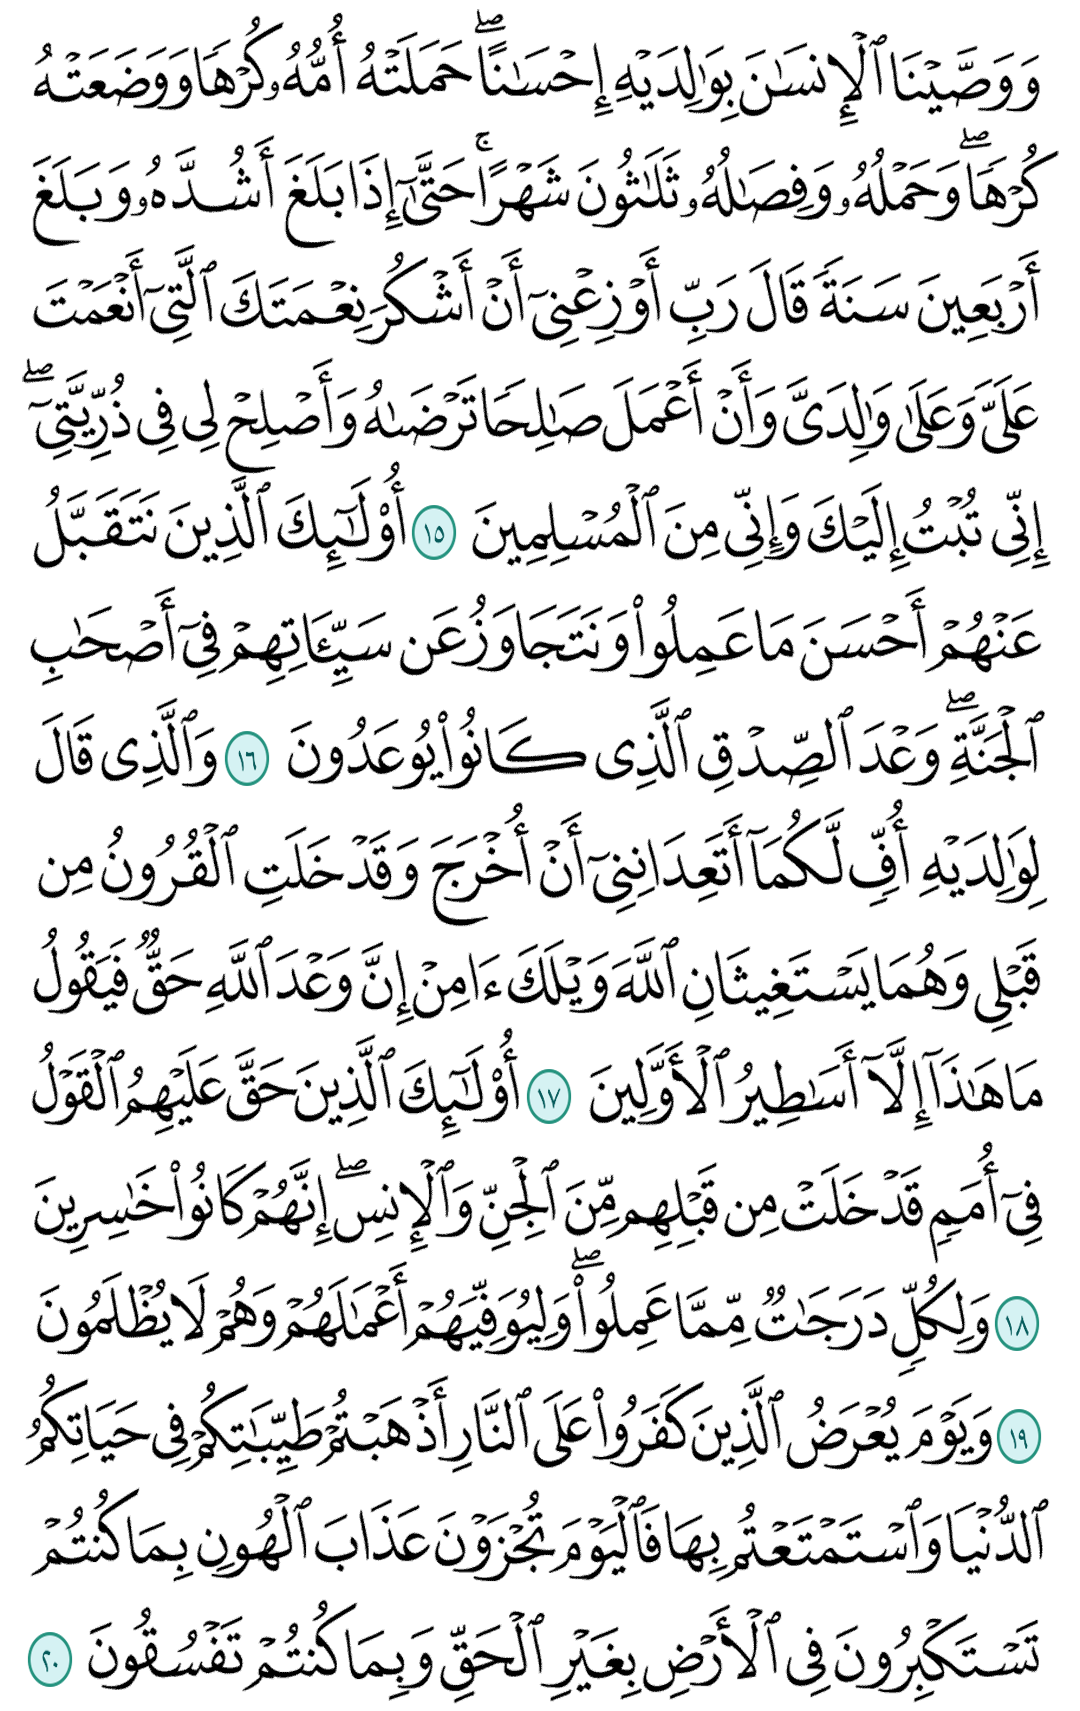 وَوَصَّيْنَا ٱلْإِنسَـٰنَ بِوَٰلِدَيْهِ إِحْسَـٰنًا ۖ حَمَلَتْهُ أُمُّهُۥ كُرْهًا وَوَضَعَتْهُ
كُرْهًا ۖ وَحَمْلُهُۥ وَفِصَـٰلُهُۥ ثَلَـٰثُونَ شَهْرًا ۚ حَتَّىٰٓ إِذَا بَلَغَ أَشُدَّهُۥ وَبَلَغَ
أَرْبَعِينَ سَنَةً قَالَ رَبِّ أَوْزِعْنِىٓ أَنْ أَشْكُرَ نِعْمَتَكَ ٱلَّتِىٓ أَنْعَمْتَ
عَلَىَّ وَعَلَىٰ وَٰلِدَىَّ وَأَنْ أَعْمَلَ صَـٰلِحًا تَرْضَىٰهُ وَأَصْلِحْ لِى فِى ذُرِّيَّتِىٓ ۖ
إِنِّى تُبْتُ إِلَيْكَ وَإِنِّى مِنَ ٱلْمُسْلِمِينَ ١٥ أُو۟لَـٰٓئِكَ ٱلَّذِينَ نَتَقَبَّلُ
عَنْهُمْ أَحْسَنَ مَا عَمِلُوا۟ وَنَتَجَاوَزُ عَن سَيِّـَٔاتِهِمْ فِىٓ أَصْحَـٰبِ
ٱلْجَنَّةِ ۖ وَعْدَ ٱلصِّدْقِ ٱلَّذِى كَانُوا۟ يُوعَدُونَ ١٦ وَٱلَّذِى قَالَ
لِوَٰلِدَيْهِ أُفٍّ لَّكُمَآ أَتَعِدَانِنِىٓ أَنْ أُخْرَجَ وَقَدْ خَلَتِ ٱلْقُرُونُ مِن
قَبْلِى وَهُمَا يَسْتَغِيثَانِ ٱللَّهَ وَيْلَكَ ءَامِنْ إِنَّ وَعْدَ ٱللَّهِ حَقٌّ فَيَقُولُ
مَا هَـٰذَآ إِلَّآ أَسَـٰطِيرُ ٱلْأَوَّلِينَ ١٧ أُو۟لَـٰٓئِكَ ٱلَّذِينَ حَقَّ عَلَيْهِمُ ٱلْقَوْلُ
فِىٓ أُمَمٍ قَدْ خَلَتْ مِن قَبْلِهِم مِّنَ ٱلْجِنِّ وَٱلْإِنسِ ۖ إِنَّهُمْ كَانُوا۟ خَـٰسِرِينَ
١٨ وَلِكُلٍّ دَرَجَـٰتٌ مِّمَّا عَمِلُوا۟ ۖ وَلِيُوَفِّيَهُمْ أَعْمَـٰلَهُمْ وَهُمْ لَا يُظْلَمُونَ
١٩ وَيَوْمَ يُعْرَضُ ٱلَّذِينَ كَفَرُوا۟ عَلَى ٱلنَّارِ أَذْهَبْتُمْ طَيِّبَـٰتِكُمْ فِى حَيَاتِكُمُ
ٱلدُّنْيَا وَٱسْتَمْتَعْتُم بِهَا فَٱلْيَوْمَ تُجْزَوْنَ عَذَابَ ٱلْهُونِ بِمَا كُنتُمْ
تَسْتَكْبِرُونَ فِى ٱلْأَرْضِ بِغَيْرِ ٱلْحَقِّ وَبِمَا كُنتُمْ تَفْسُقُونَ ٢٠